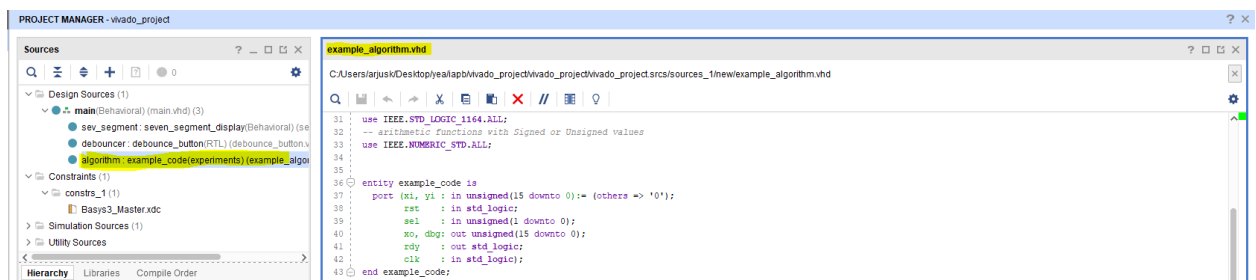 PROJECT MANAGER - vivado_project
Sources
0
Design Sources (1)
main(Behavioral) (main.vhd) (3)
sev_segment : seven_segment_display(Behavioral) (se
debouncer : debounce_button(RTL) (debounce_button.v
algorithm : example_code(experiments) (example_algor
Constraints (1)
constrs_1 (1)
Basys3_Master.xdc
Simulation Sources (1)
Utility Sources
Hierarchy Libraries Compile Order
example_algorithm.vhd
C:/Users/arjusk/Desktop/yea/iapb/vivado_project/vivado_project/vivado_project.srcs/sources_1/new/example_algorithm.vhd
31 use IEEE.STD_LOGIC_1164.ALL;
32 -- arithmetic functions with Signed or Unsigned values
33 use IEEE.NUMERIC_STD.ALL;
34
35
36 entity example_code is
37 port (xi, yi : in unsigned(15 downto 0):= (others => '0');
38 rst : in std_logic;
39 sel : in unsigned(1 downto 0);
40 xo, dbg: out unsigned(15 downto 0);
41 rdy : out std_logic;
42 clk : in std_logic);
43 end example_code;